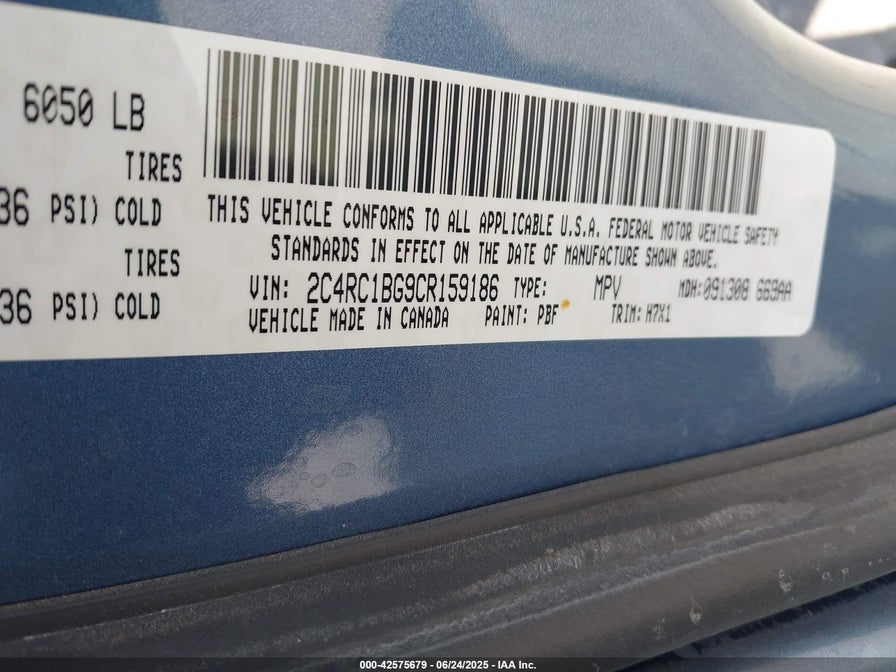 6050 LB
TIRES
36 PSI) COLD
TIRES
36 PSI) COLD
THIS VEHICLE CONFORMS TO ALL APPLICABLE U.S.A. FEDERAL MOTOR VEHICLE SAFETY
STANDARDS IN EFFECT ON THE DATE OF MANUFACTURE SHOWN ABOVE.
VIN: 2C4RC1BG9CR159186 TYPE: MPV MDH:091308 669AA
VEHICLE MADE IN CANADA PAINT: PBF TRIM: H7X1
000-42575679 - 06/24/2025 - IAA Inc.